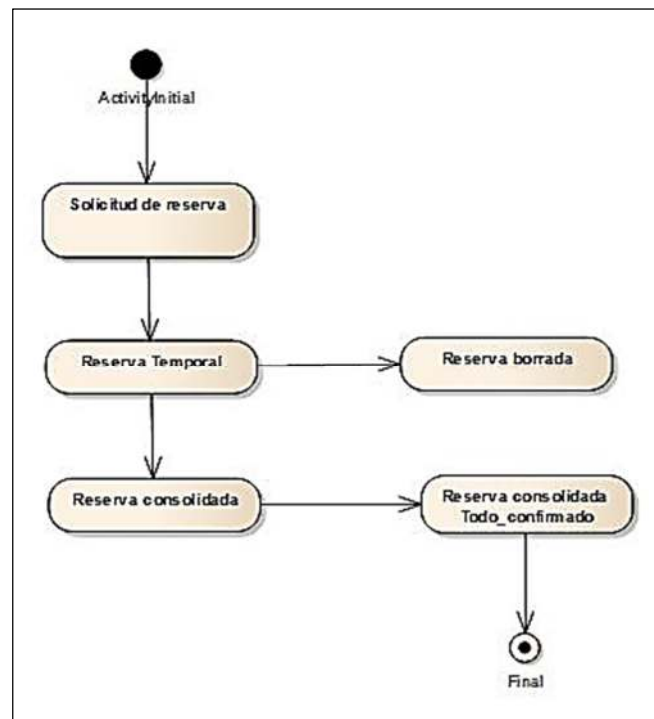 ActivityInitial
Solicitud de reserva
Reserva Temporal
Reserva borrada
Reserva consolidada
Reserva consolidada
Todo_confirmado
Final